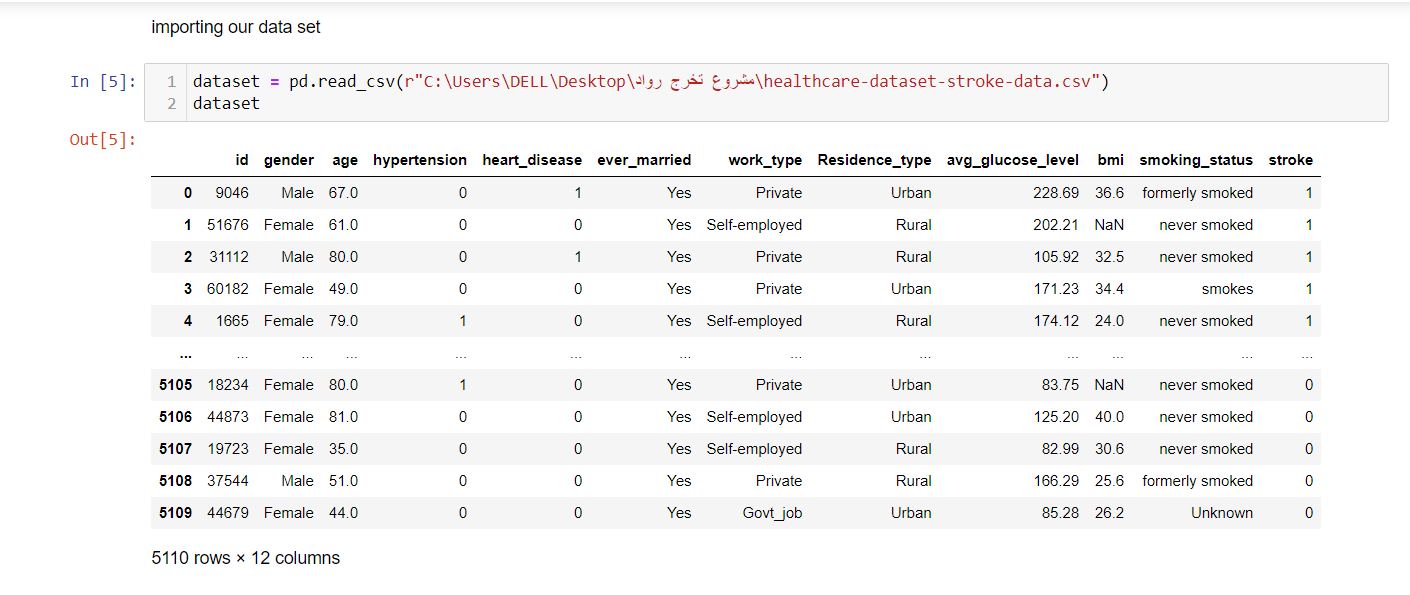 importing our data set
In [5]:
1 dataset = pd.read_csv(r"C:\Users\DELL\Desktop\مشروع تخرج رواد\healthcare-dataset-stroke-data.csv")
2 dataset
Out[5]:
id gender age hypertension heart_disease ever_married work_type Residence_type avg_glucose_level bmi smoking_status stroke
0 9046 Male 67.0 0 1 Yes Private Urban 228.69 36.6 formerly smoked 1
1 51676 Female 61.0 0 0 Yes Self-employed Rural 202.21 NaN never smoked 1
2 31112 Male 80.0 0 1 Yes Private Rural 105.92 32.5 never smoked 1
3 60182 Female 49.0 0 0 Yes Private Urban 171.23 34.4 smokes 1
4 1665 Female 79.0 1 0 Yes Self-employed Rural 174.12 24.0 never smoked 1
... ... ... ... ... ... ... ... ... ... ... ... ...
5105 18234 Female 80.0 1 0 Yes Private Urban 83.75 NaN never smoked 0
5106 44873 Female 81.0 0 0 Yes Self-employed Urban 125.20 40.0 never smoked 0
5107 19723 Female 35.0 0 0 Yes Self-employed Rural 82.99 30.6 never smoked 0
5108 37544 Male 51.0 0 0 Yes Private Rural 166.29 25.6 formerly smoked 0
5109 44679 Female 44.0 0 0 Yes Govt_job Urban 85.28 26.2 Unknown 0
5110 rows × 12 columns